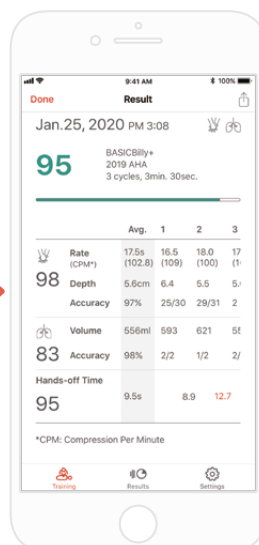 9:41 AM 100%
Done Result
Jan.25, 2020 PM 3:08
95
BASICBilly+
2019 AHA
3 cycles, 3min. 30sec.
Avg. 1 2 3
Rate 17.5s 16.5 18.0 17
(CPM*) (102.8) (109) (100)
98 Depth 5.6cm 6.4 5.5
Accuracy 97% 25/30 29/31 2
Volume 556ml 593 621
83 Accuracy 98% 2/2 1/2 2/
Hands-off Time
95 9.5s 8.9 12.7
*CPM: Compression Per Minute
Training Results Settings